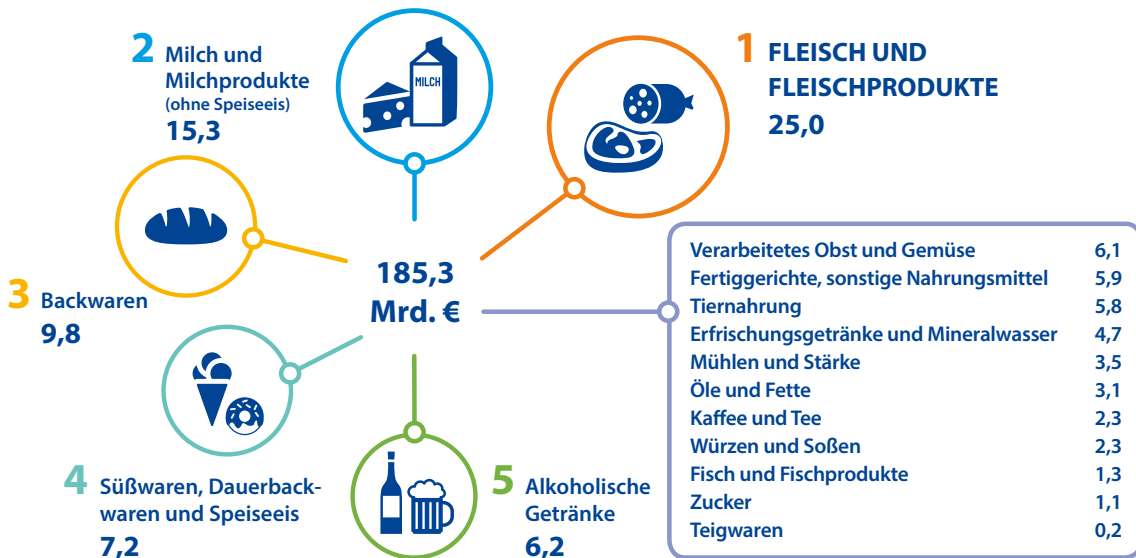 1 FLEISCH UND
FLEISCHPRODUKTE
25,0
2 Milch und
Milchprodukte
(ohne Speiseeis)
15,3
MILCH
3 Backwaren
9,8
4 Süßwaren, Dauerback-
waren und Speiseeis
7,2
5 Alkoholische
Getränke
6,2
185,3
Mrd. €
Verarbeitetes Obst und Gemüse 6,1
Fertiggerichte, sonstige Nahrungsmittel 5,9
Tiernahrung 5,8
Erfrischungsgetränke und Mineralwasser 4,7
Mühlen und Stärke 3,5
Öle und Fette 3,1
Kaffee und Tee 2,3
Würzen und Soßen 2,3
Fisch und Fischprodukte 1,3
Zucker 1,1
Teigwaren 0,2